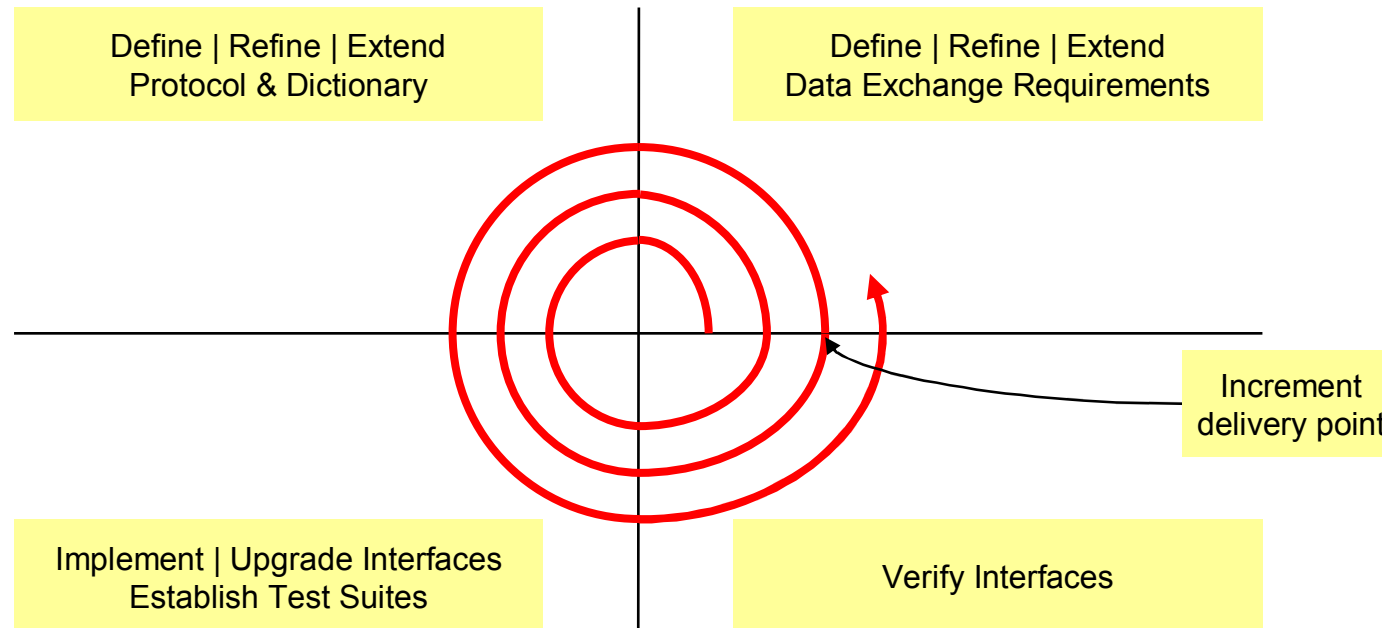 Define | Refine | Extend
Protocol & Dictionary
Define | Refine | Extend
Data Exchange Requirements
Increment
delivery point
Implement | Upgrade Interfaces
Establish Test Suites
Verify Interfaces